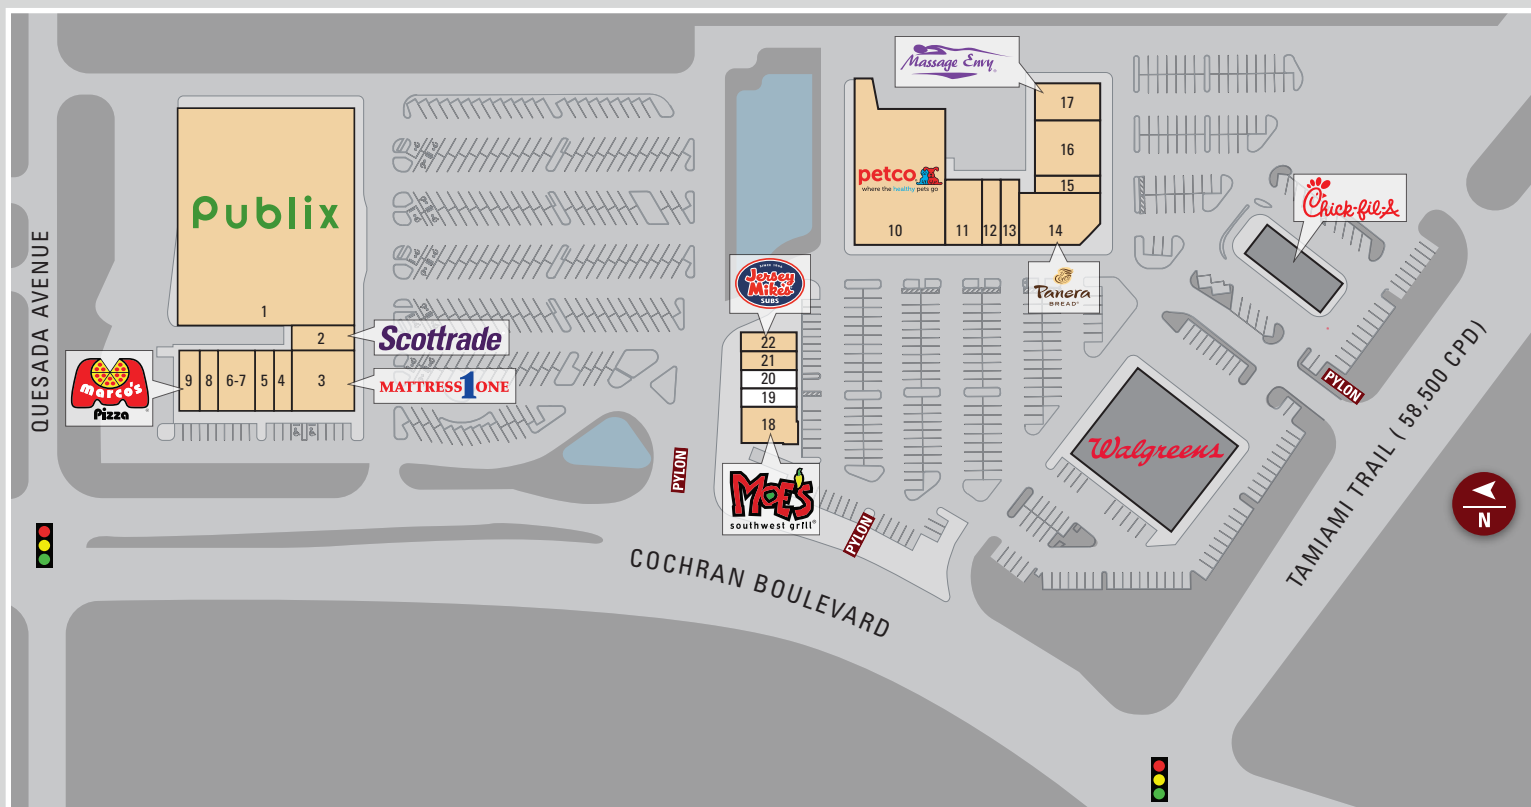 Massage Envy
17
16
15
petco
where the healthy pets go
10
11
12
13
14
Panera
BREAD®
Chick-fil-A
Publix
1
2
Scottrade
9
8
6-7
5
4
3
MATTRESS 1 ONE
marco's
Pizza
QUESADA AVENUE
SINCE 1956
Jersey
Mike's
SUBS
22
21
20
19
18
MOE'S
southwest grill®
PYLON
PYLON
PYLON
Walgreens
COCHRAN BOULEVARD
TAMIAMI TRAIL ( 58,500 CPD)
N